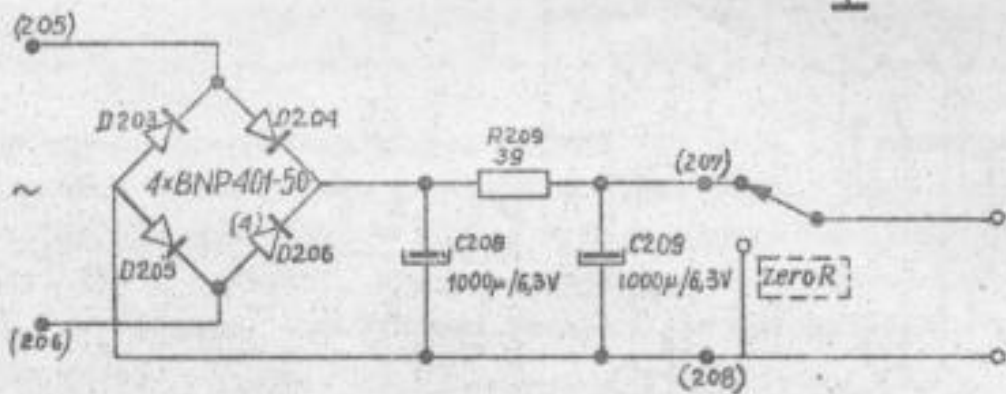 (205)
D203
D204
R209
39
(207)
~
4×BNP401-50
(4)
D205
D206
C208
1000µ/6,3V
C209
1000µ/6,3V
Zero R
(206)
(208)